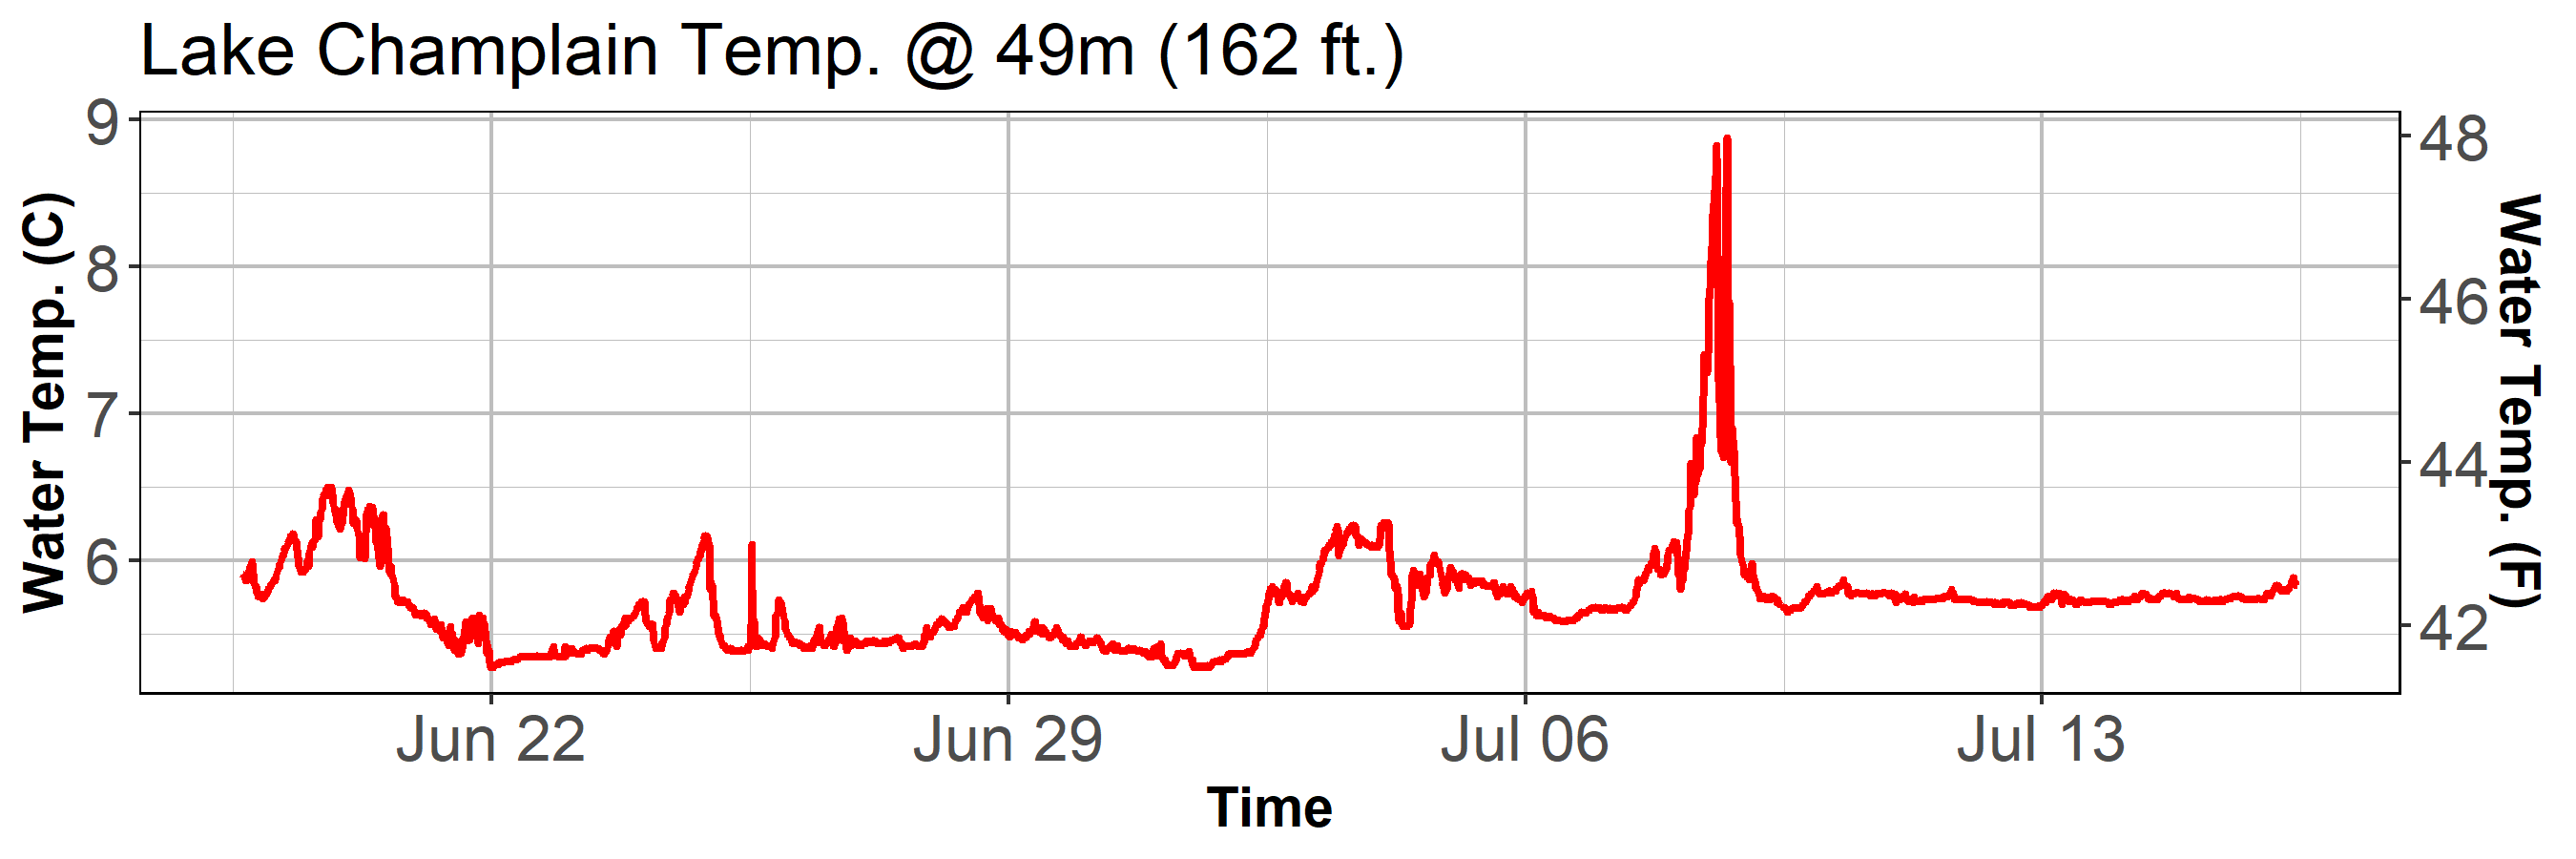 Lake Champlain Temp. @ 49m (162 ft.)
9
8
7
6
Water Temp. (C)
48
46
44
42
Water Temp. (F)
Jun 22
Jun 29
Jul 06
Jul 13
Time